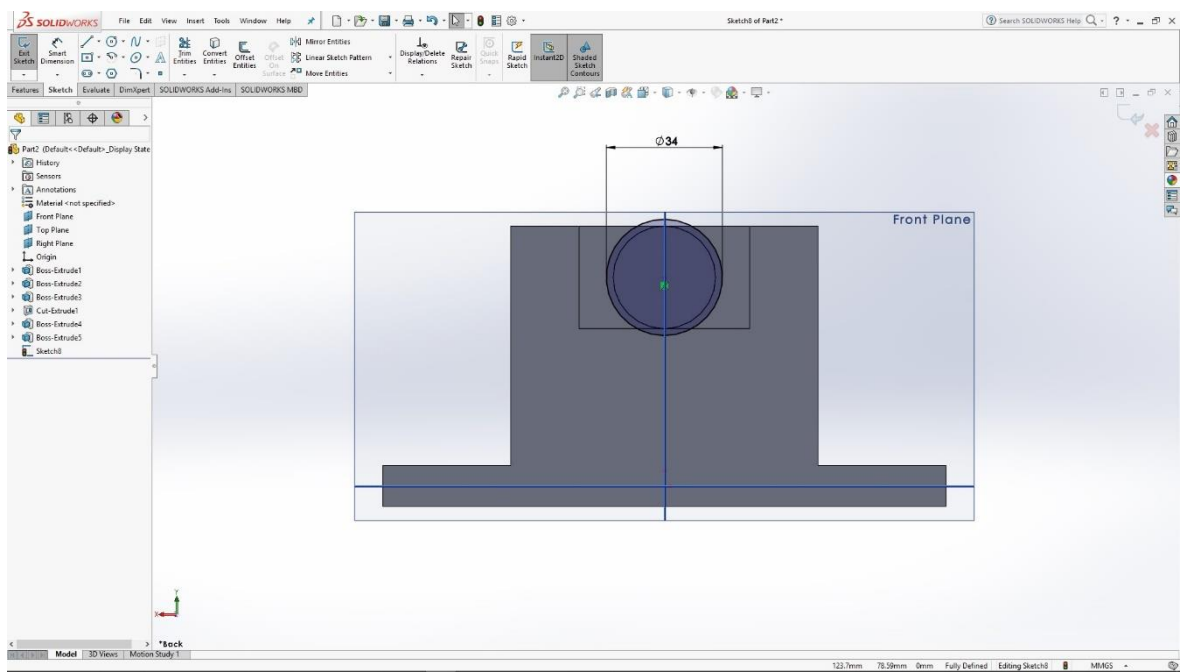 SOLIDWORKS File Edit View Insert Tools Window Help Sketch8 of Part2 * Search SOLIDWORKS Help
Exit Sketch Smart Dimension Trim Entities Convert Entities Offset Entities Offset On Surface Mirror Entities Linear Sketch Pattern Move Entities Display/Delete Relations Repair Sketch Quick Snaps Rapid Sketch Instant2D Shaded Sketch Contours
Features Sketch Evaluate DimXpert SOLIDWORKS Add-Ins SOLIDWORKS MBD
Part2 (Default<<Default>_Display State
History
Sensors
Annotations
Material <not specified>
Front Plane
Top Plane
Right Plane
Origin
Boss-Extrude1
Boss-Extrude2
Boss-Extrude3
Cut-Extrude1
Boss-Extrude4
Boss-Extrude5
Sketch8
Ø34
Front Plane
Y
X
*Back
Model 3D Views Motion Study 1
123.7mm 78.59mm 0mm Fully Defined Editing Sketch8 MMGS